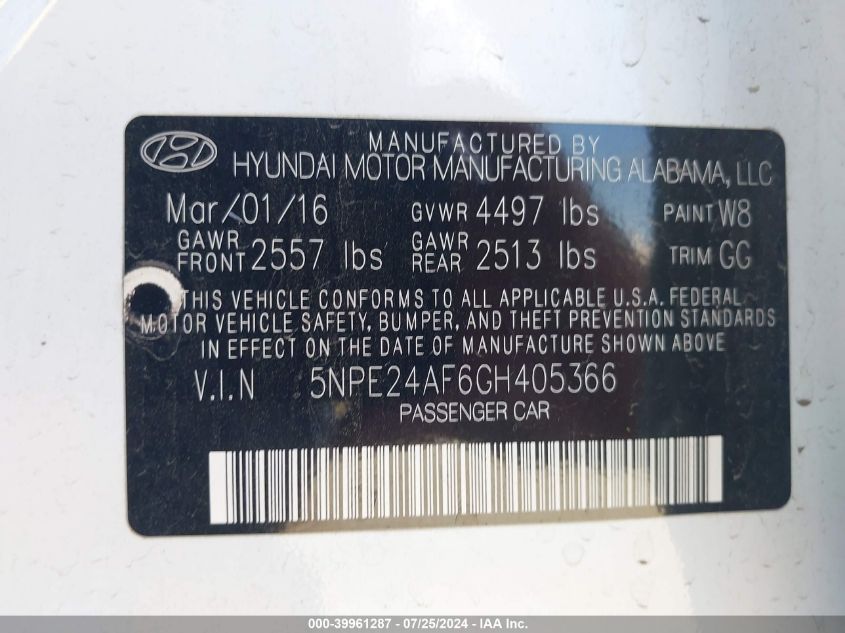 MANUFACTURED BY
HYUNDAI MOTOR MANUFACTURING ALABAMA, LLC
Mar/01/16 GVWR 4497 lbs PAINT W8
GAWR FRONT 2557 lbs GAWR REAR 2513 lbs TRIM GG
THIS VEHICLE CONFORMS TO ALL APPLICABLE U.S.A. FEDERAL
MOTOR VEHICLE SAFETY, BUMPER, AND THEFT PREVENTION STANDARDS
IN EFFECT ON THE DATE OF MANUFACTURE SHOWN ABOVE
V.I.N 5NPE24AF6GH405366
PASSENGER CAR
000-39961287 - 07/25/2024 - IAA Inc.